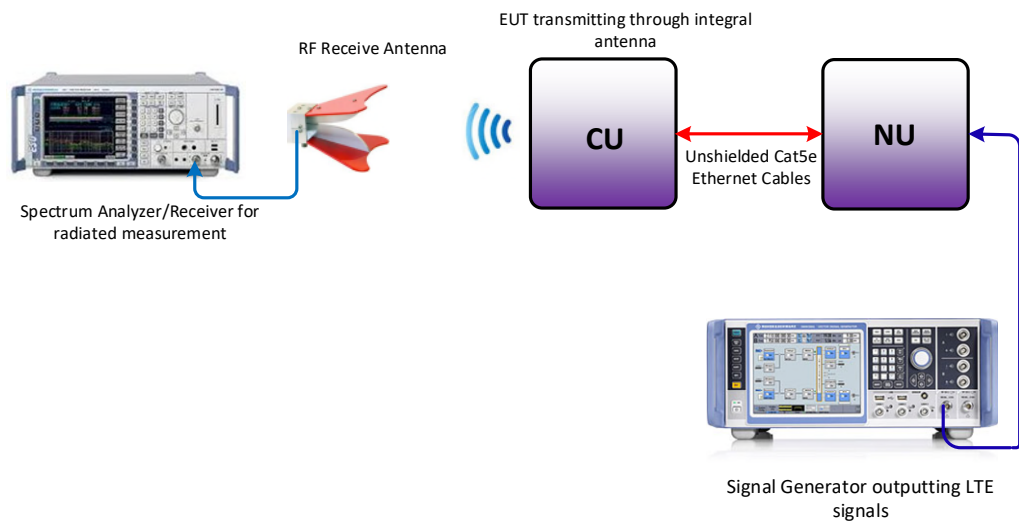 EUT transmitting through integral
antenna
RF Receive Antenna
CU
NU
Unshielded Cat5e
Ethernet Cables
Spectrum Analyzer/Receiver for
radiated measurement
Signal Generator outputting LTE
signals